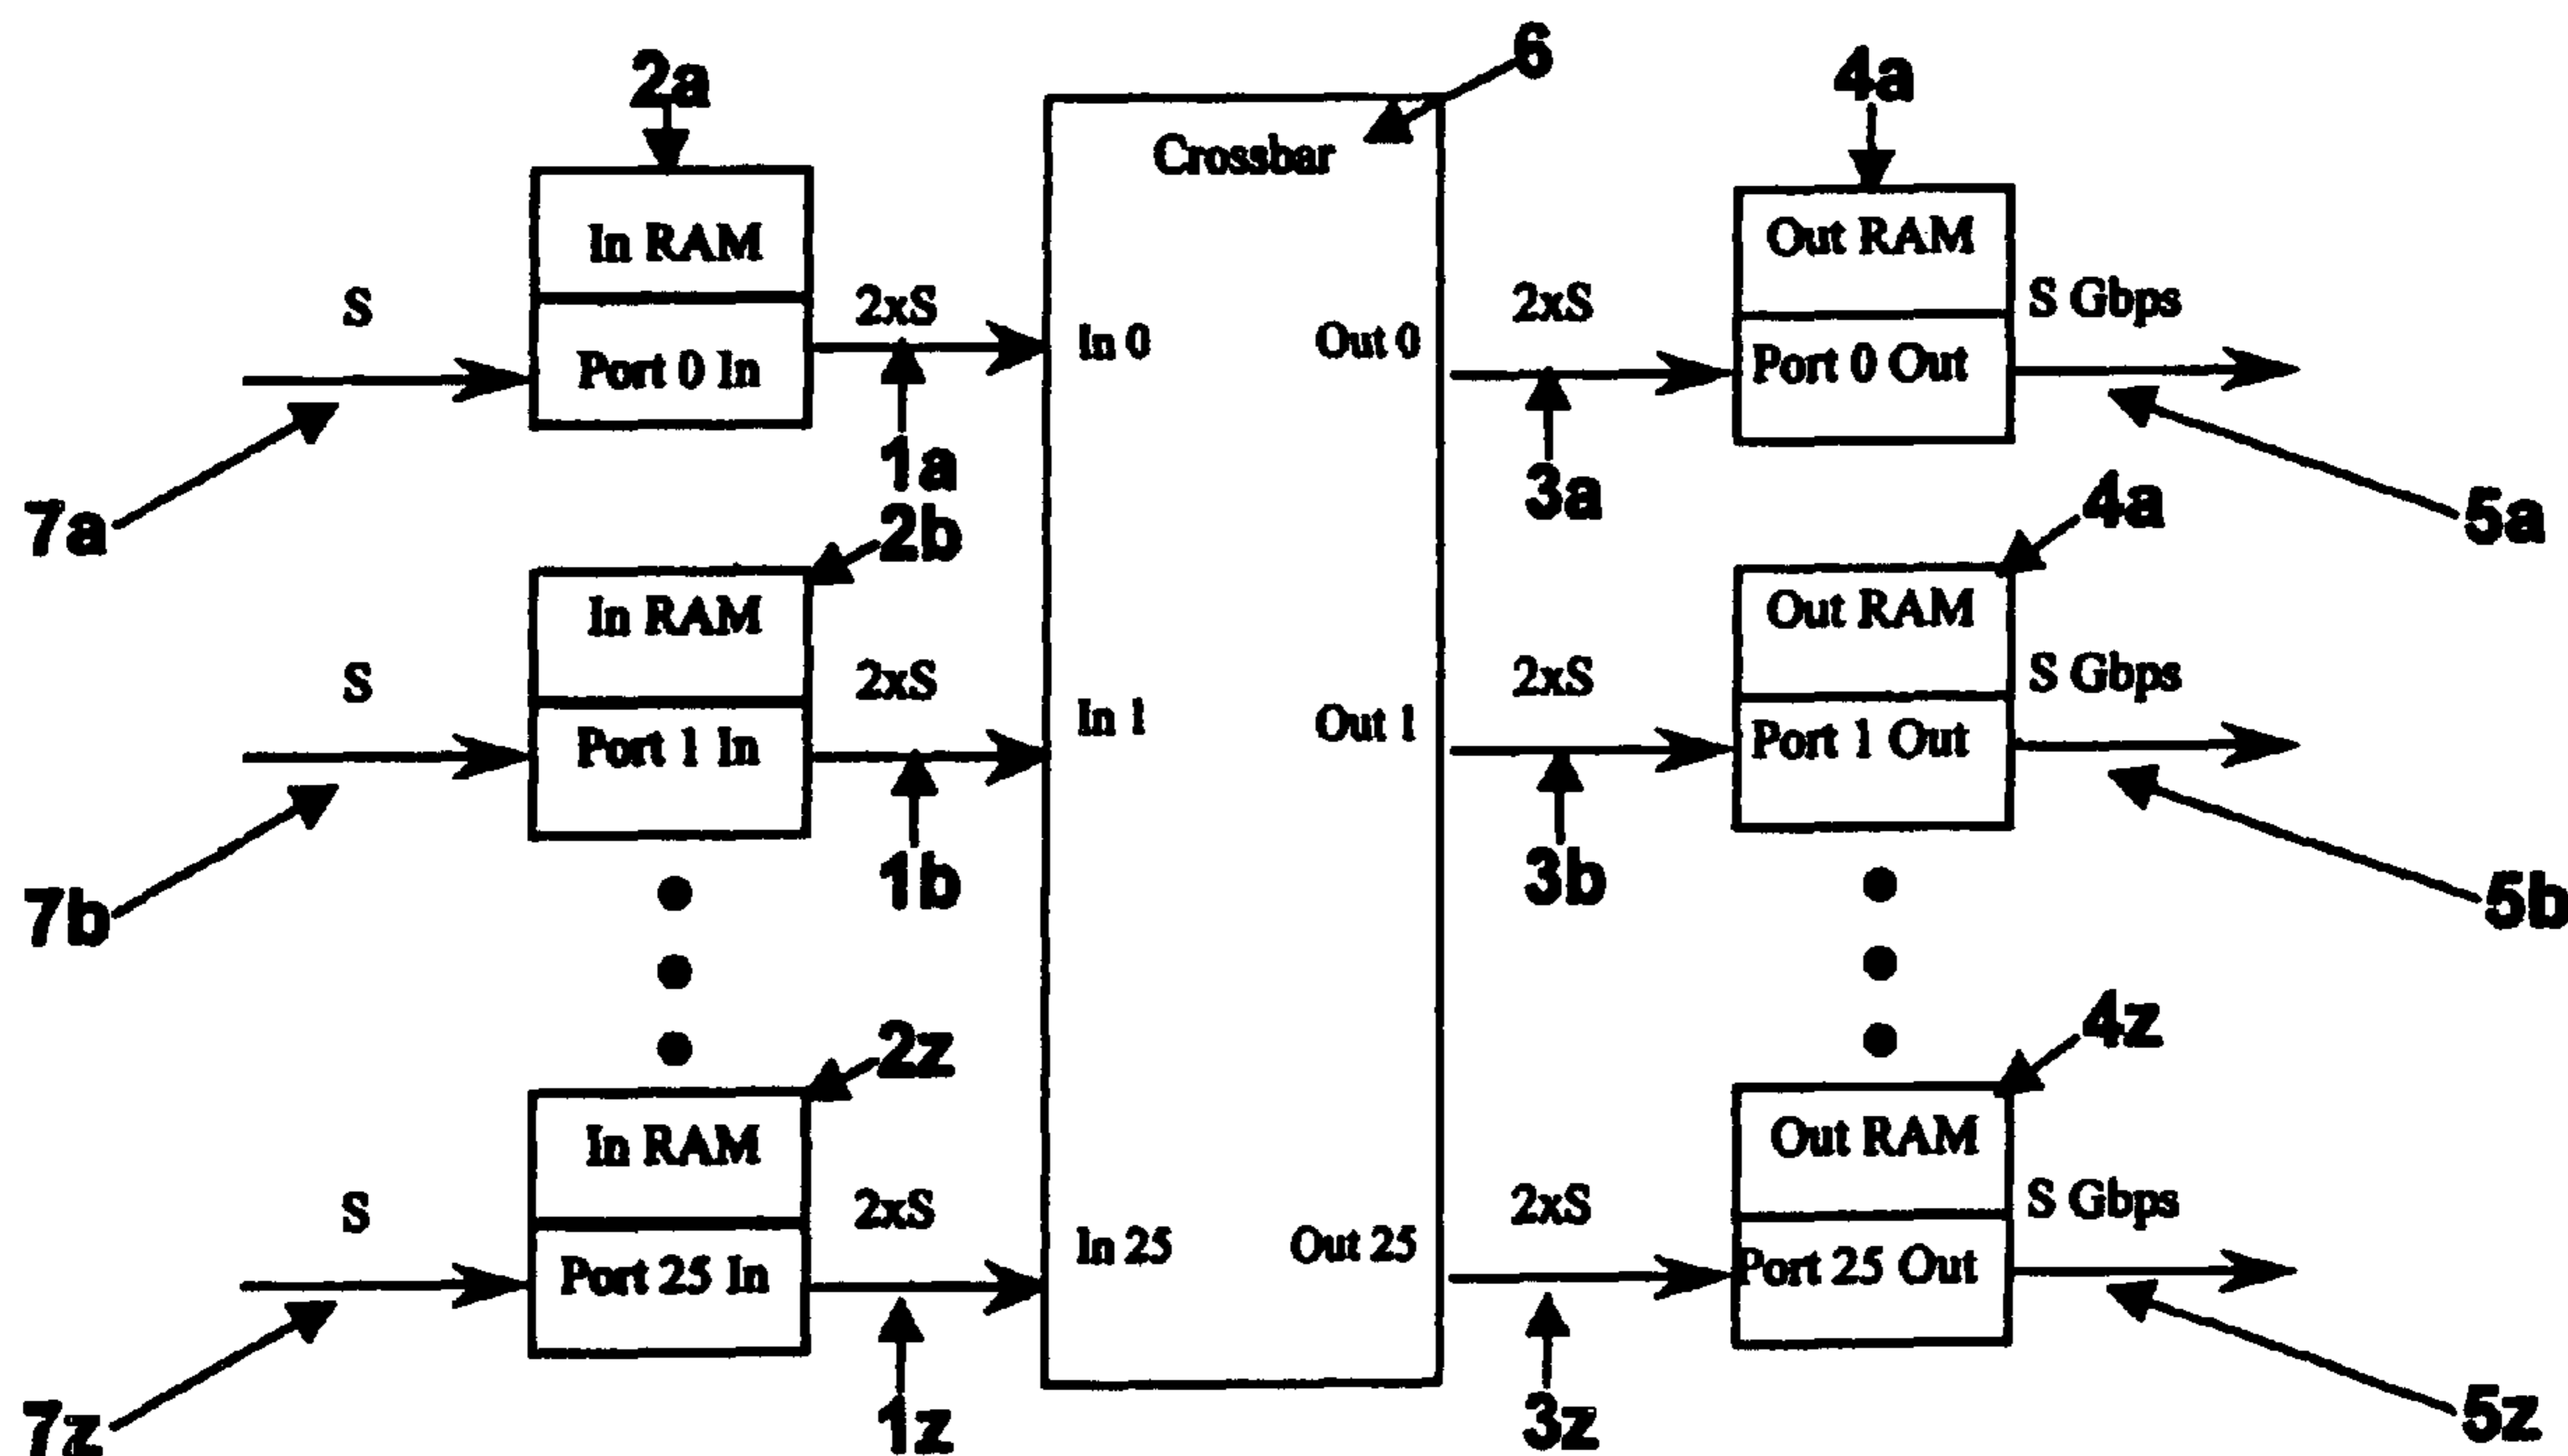 6
2a
4a
Crossbar
In RAM
Out RAM
S
2xS
2xS
S Gbps
In 0
Out 0
Port 0 In
Port 0 Out
1a
3a
7a
2b
4a
5a
In RAM
Out RAM
S
2xS
2xS
S Gbps
In 1
Out 1
Port 1 In
Port 1 Out
1b
3b
7b
5b
2z
4z
In RAM
Out RAM
S
2xS
2xS
S Gbps
In 25
Out 25
Port 25 In
Port 25 Out
1z
3z
7z
5z